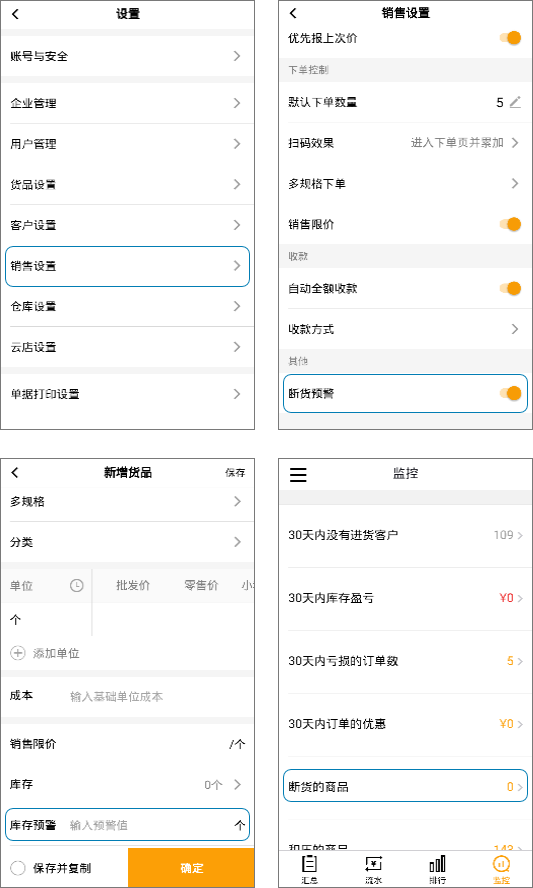 设置
账号与安全
企业管理
用户管理
货品设置
客户设置
销售设置
仓库设置
云店设置
单据打印设置
销售设置
优先报上次价
下单控制
默认下单数量 5
扫码效果 进入下单页并累加
多规格下单
销售限价
收款
自动全额收款
收款方式
其他
断货预警
新增货品 保存
多规格
分类
单位 批发价 零售价
个
添加单位
成本 输入基础单位成本
销售限价 /个
库存 0个
库存预警 输入预警值 个
保存并复制 确定
监控
30天内没有进货客户 109
30天内库存盈亏 ¥0
30天内亏损的订单数 5
30天内订单的优惠 ¥0
断货的商品 0
积压的商品 143
汇总 流水 排行 监控